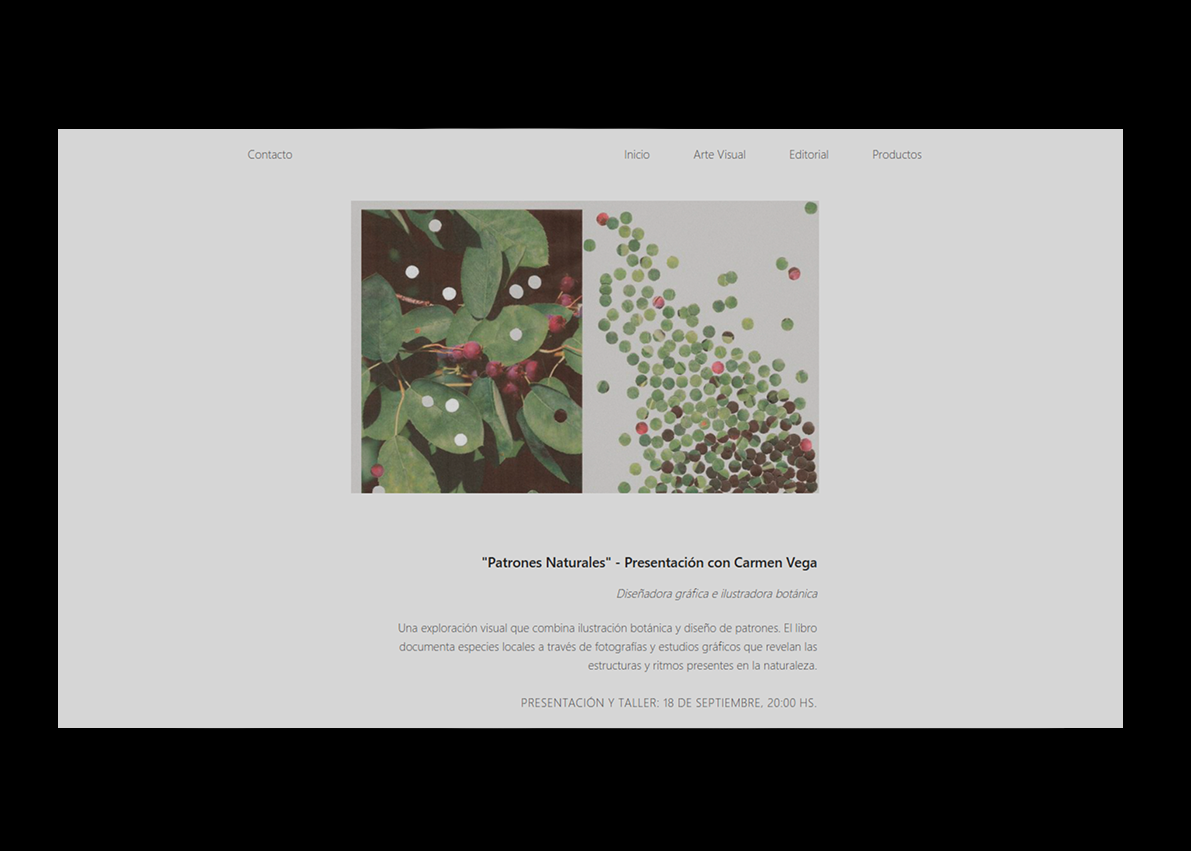 Contacto Inicio Arte Visual Editorial Productos
"Patrones Naturales" - Presentación con Carmen Vega
Diseñadora gráfica e ilustradora botánica
Una exploración visual que combina ilustración botánica y diseño de patrones. El libro
documenta especies locales a través de fotografías y estudios gráficos que revelan las
estructuras y ritmos presentes en la naturaleza.
PRESENTACIÓN Y TALLER: 18 DE SEPTIEMBRE, 20:00 HS.